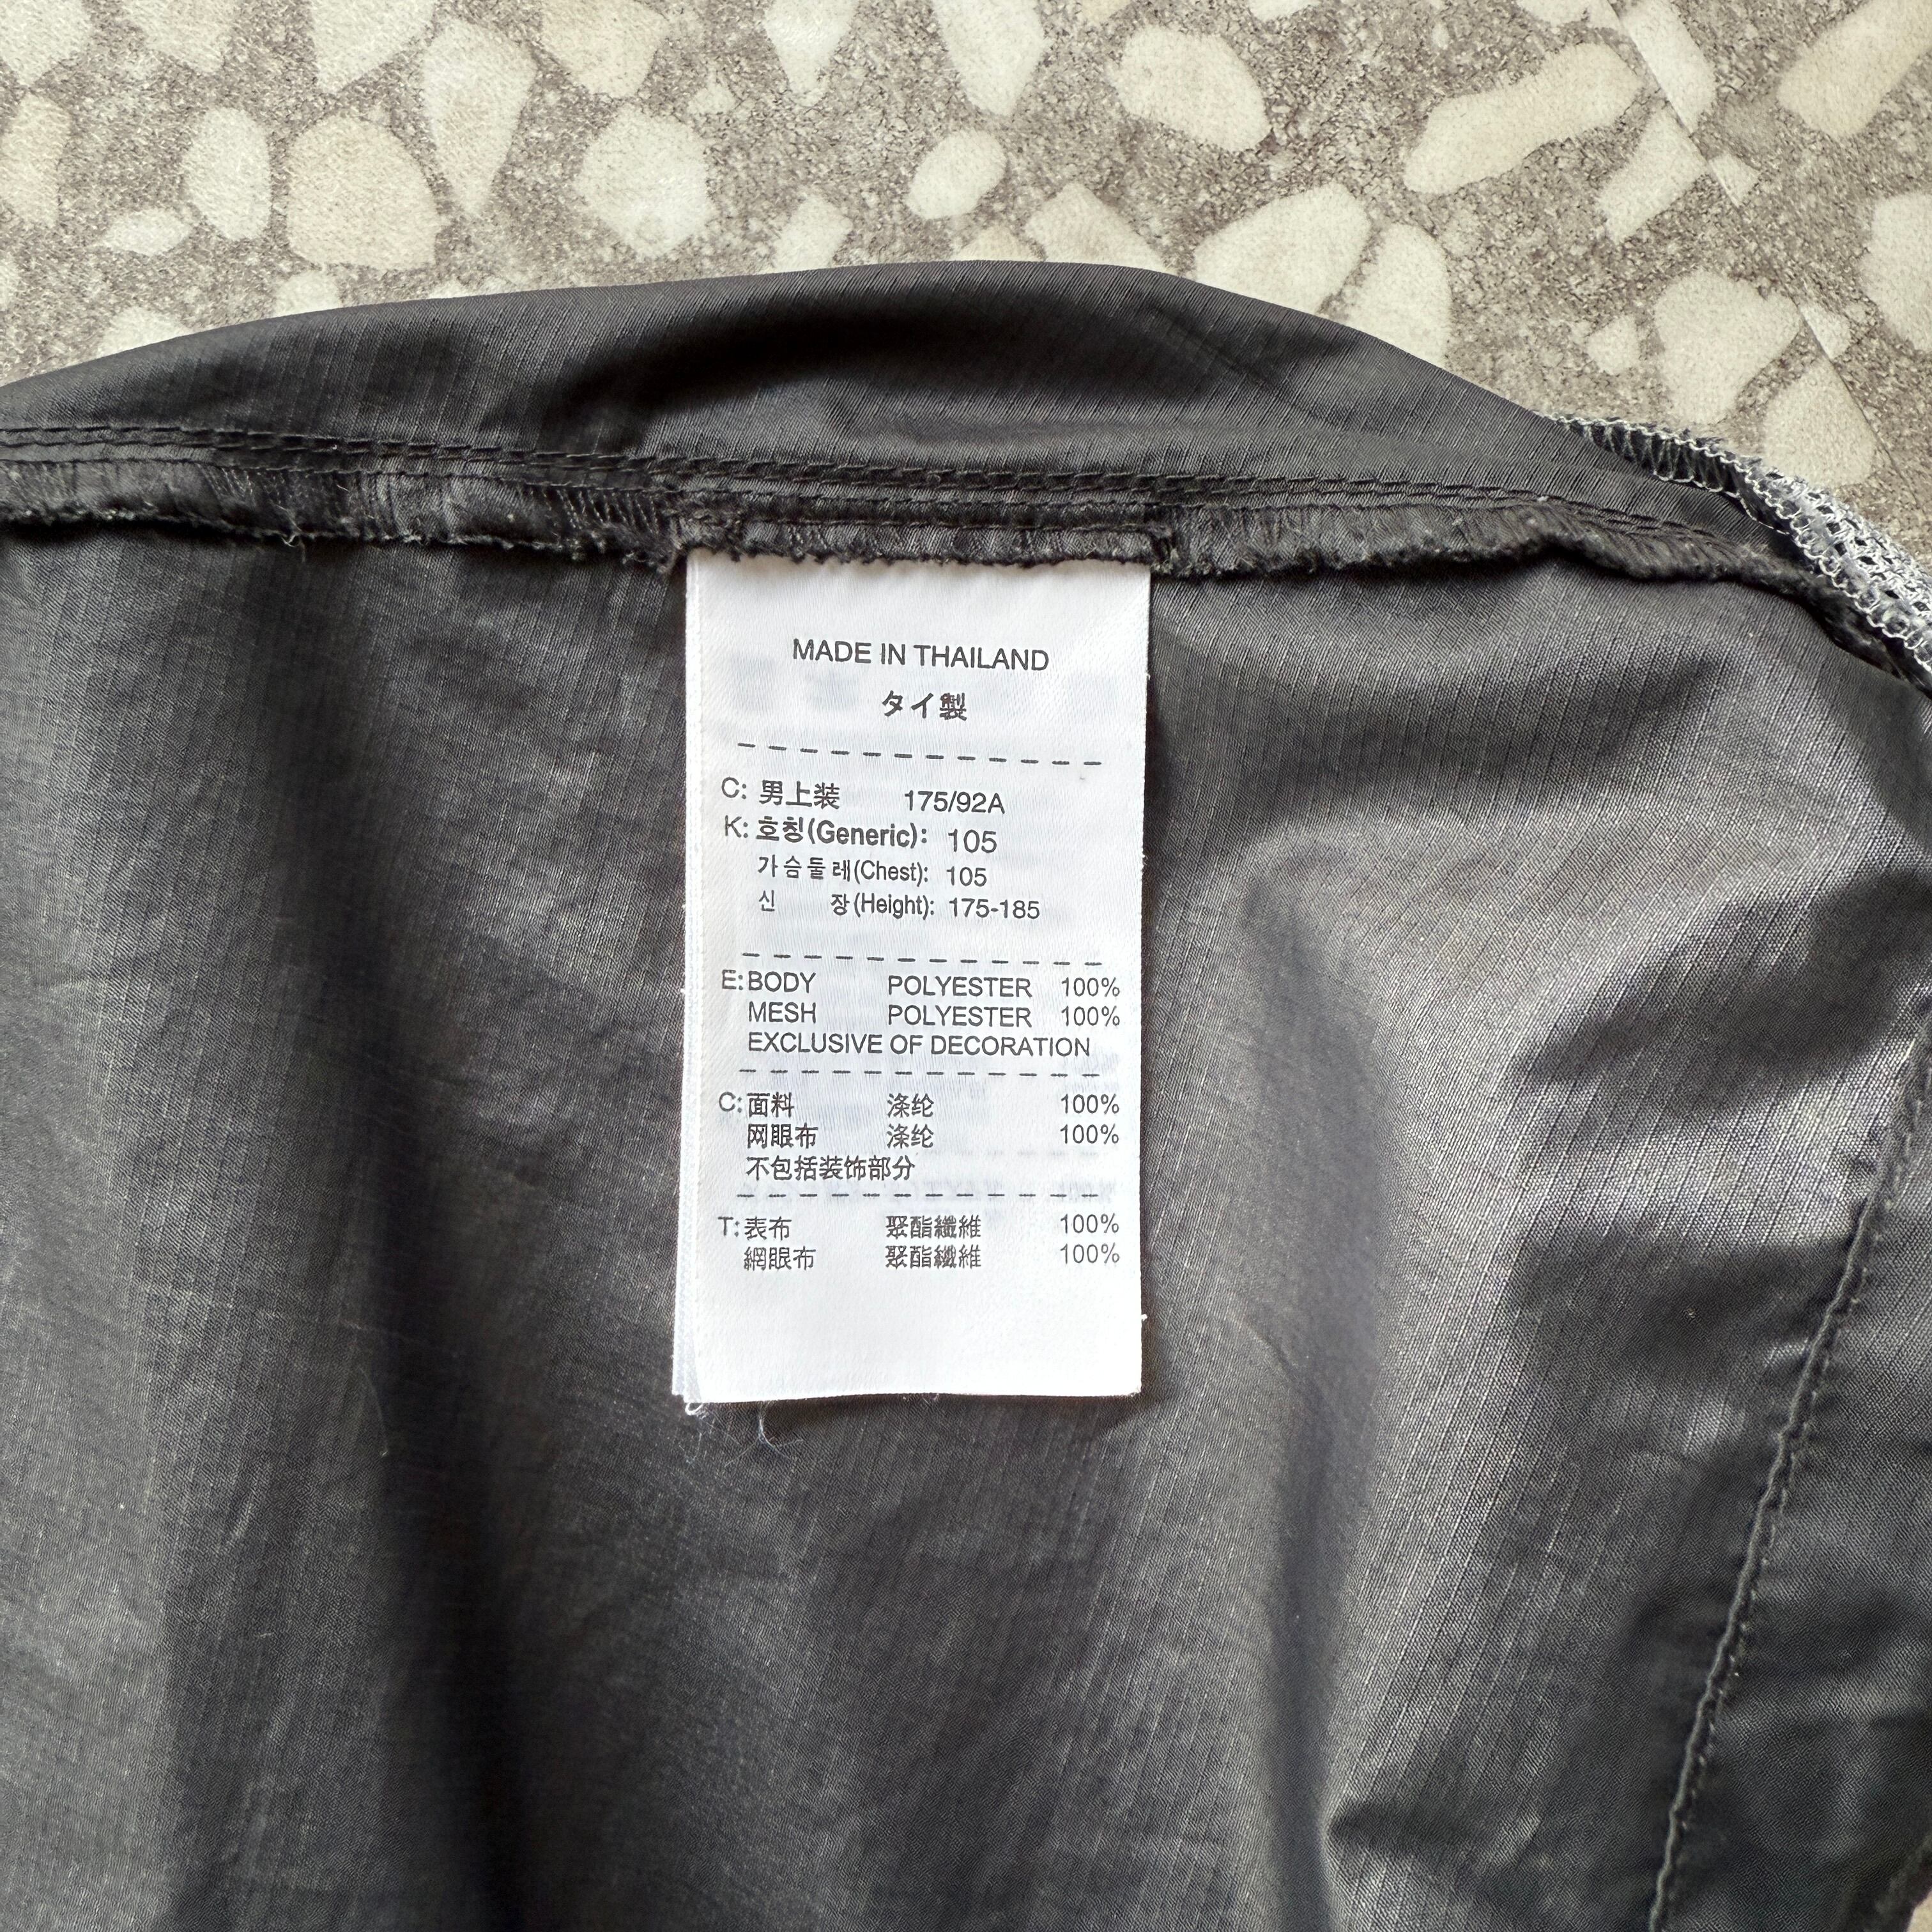 MADE IN THAILAND
タイ製
C: 男上装 175/92A
K: 호칭(Generic): 105
가슴둘레(Chest): 105
신 장(Height): 175-185
E: BODY POLYESTER 100%
MESH POLYESTER 100%
EXCLUSIVE OF DECORATION
C: 面料 涤纶 100%
网眼布 涤纶 100%
不包括装饰部分
T: 表布 聚酯纖維 100%
網眼布 聚酯纖維 100%